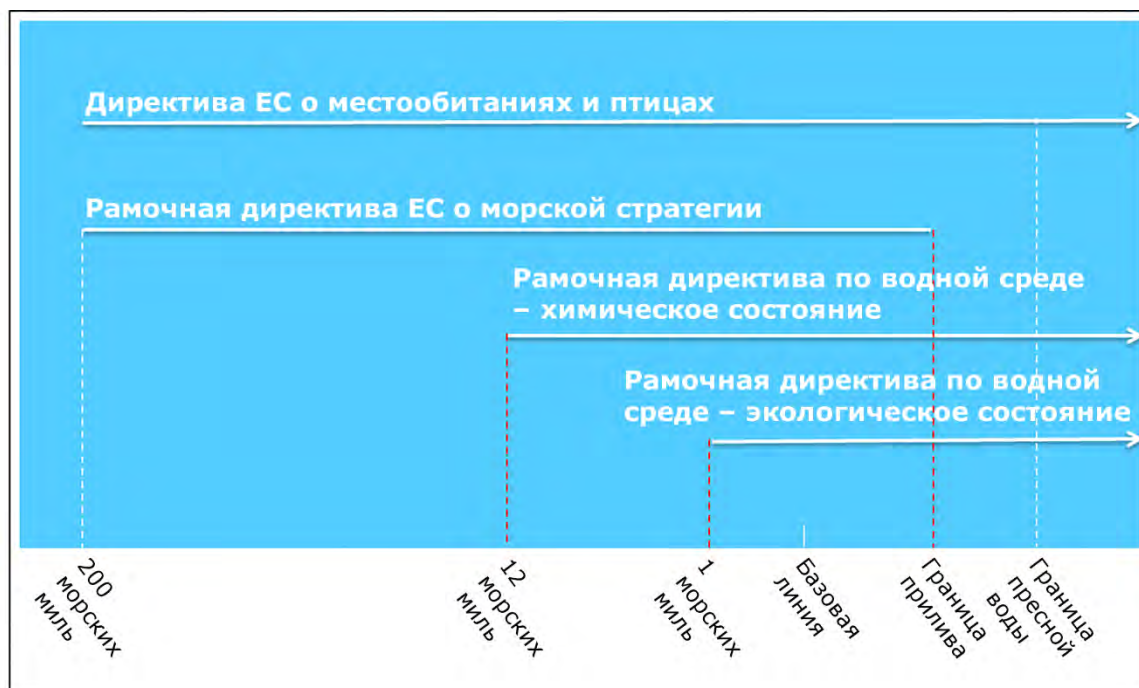 Директива ЕС о местообитаниях и птицах
Рамочная директива ЕС о морской стратегии
Рамочная директива по водной среде
– химическое состояние
Рамочная директива по водной
среде – экологическое состояние
200
морских
миль
12
морских
миль
1
морских
миль
Базовая
линия
Граница
прилива
Граница
пресной
воды